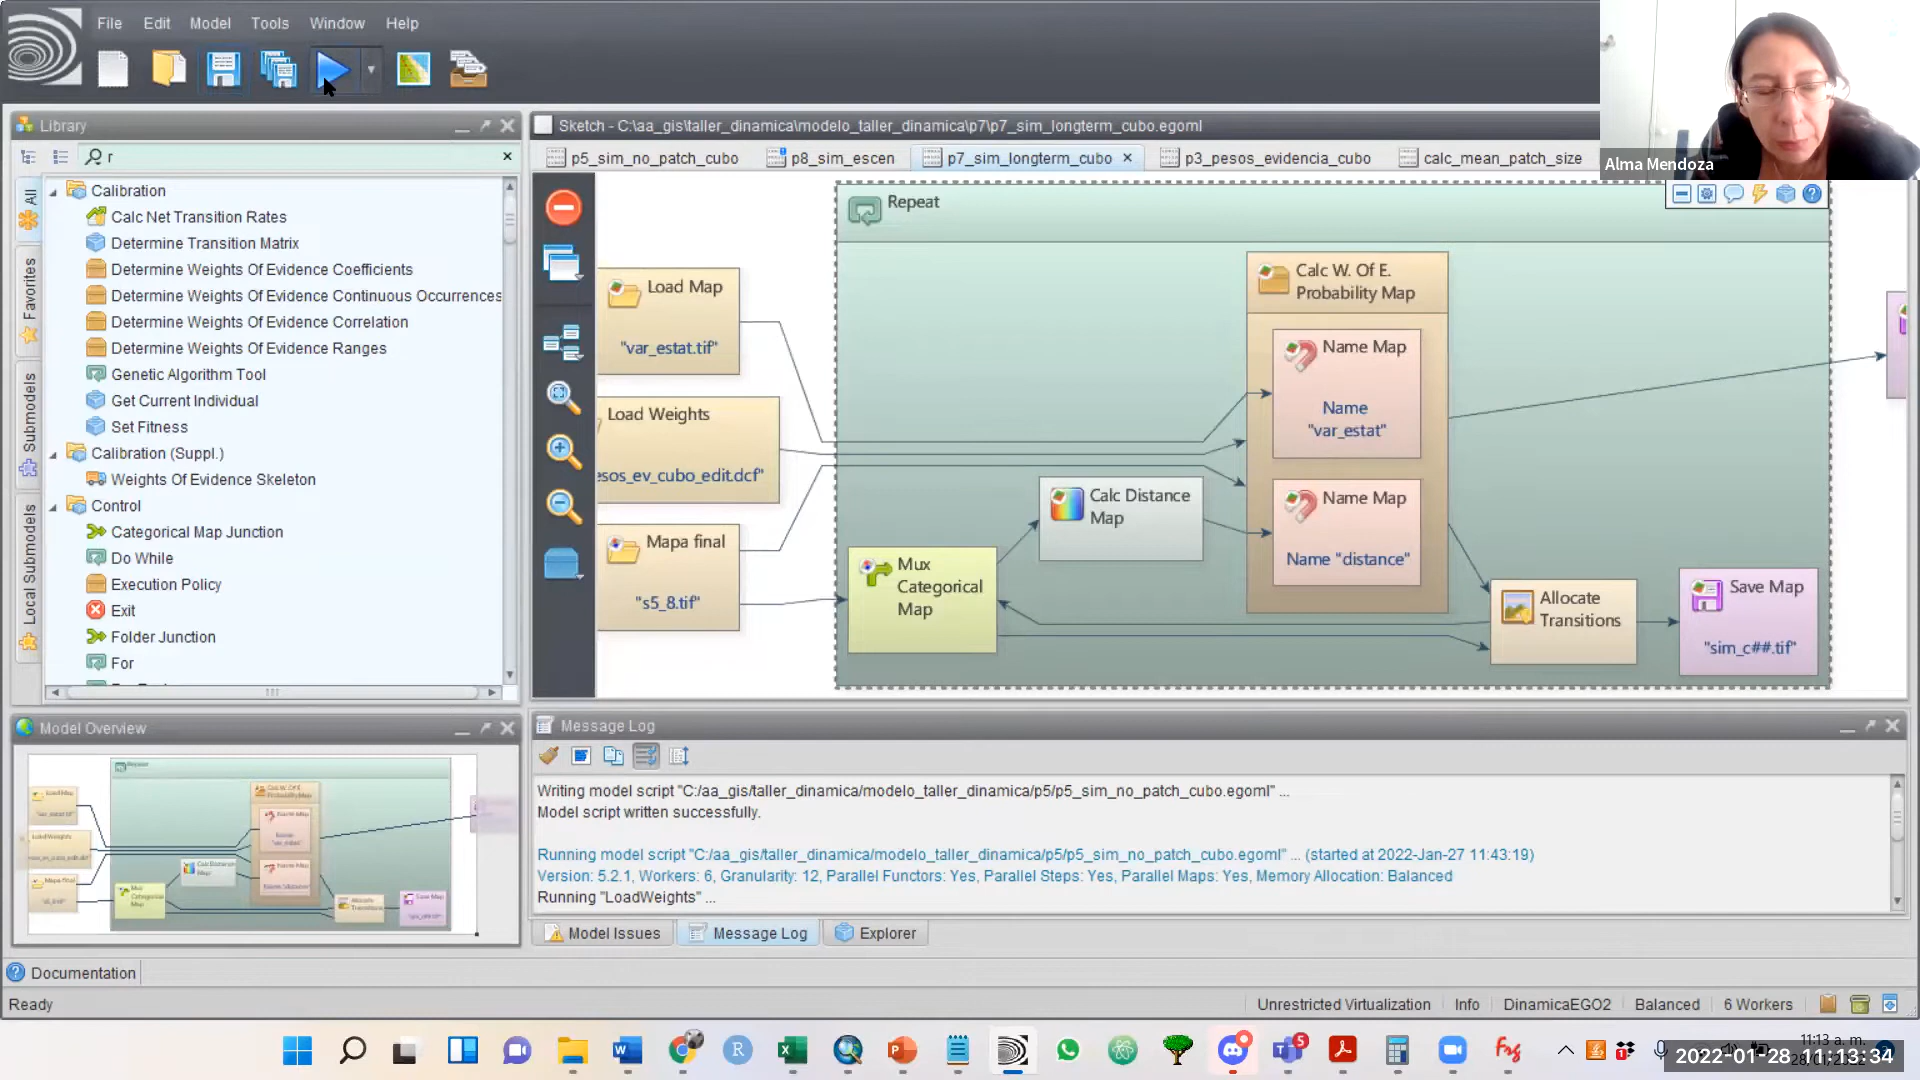 File Edit Model Tools Window Help
Library
r
All
Favorites
Submodels
Local Submodels
Calibration
Calc Net Transition Rates
Determine Transition Matrix
Determine Weights Of Evidence Coefficients
Determine Weights Of Evidence Continuous Occurrences
Determine Weights Of Evidence Correlation
Determine Weights Of Evidence Ranges
Genetic Algorithm Tool
Get Current Individual
Set Fitness
Calibration (Suppl.)
Weights Of Evidence Skeleton
Control
Categorical Map Junction
Do While
Execution Policy
Exit
Folder Junction
For
Sketch - C:\aa_gis\taller_dinamica\modelo_taller_dinamica\p7\p7_sim_longterm_cubo.egoml
p5_sim_no_patch_cubo
p8_sim_escen
p7_sim_longterm_cubo
p3_pesos_evidencia_cubo
calc_mean_patch_size
Alma Mendoza
Repeat
Load Map
"var_estat.tif"
Load Weights
esos_ev_cubo_edit.dcf"
Mapa final
"s5_8.tif"
Mux
Categorical
Map
Calc Distance
Map
Calc W. Of E.
Probability Map
Name Map
Name
"var_estat"
Name Map
Name "distance"
Allocate
Transitions
Save Map
"sim_c##.tif"
Model Overview
Message Log
Writing model script "C:/aa_gis/taller_dinamica/modelo_taller_dinamica/p5/p5_sim_no_patch_cubo.egoml" ...
Model script written successfully.
Running model script "C:/aa_gis/taller_dinamica/modelo_taller_dinamica/p5/p5_sim_no_patch_cubo.egoml" ... (started at 2022-Jan-27 11:43:19)
Version: 5.2.1, Workers: 6, Granularity: 12, Parallel Functors: Yes, Parallel Steps: Yes, Parallel Maps: Yes, Memory Allocation: Balanced
Running "LoadWeights" ...
Model Issues
Message Log
Explorer
Documentation
Ready
Unrestricted Virtualization
Info
DinamicaEGO2
Balanced
6 Workers
11:13 a. m.
2022-01-28 11:13:34